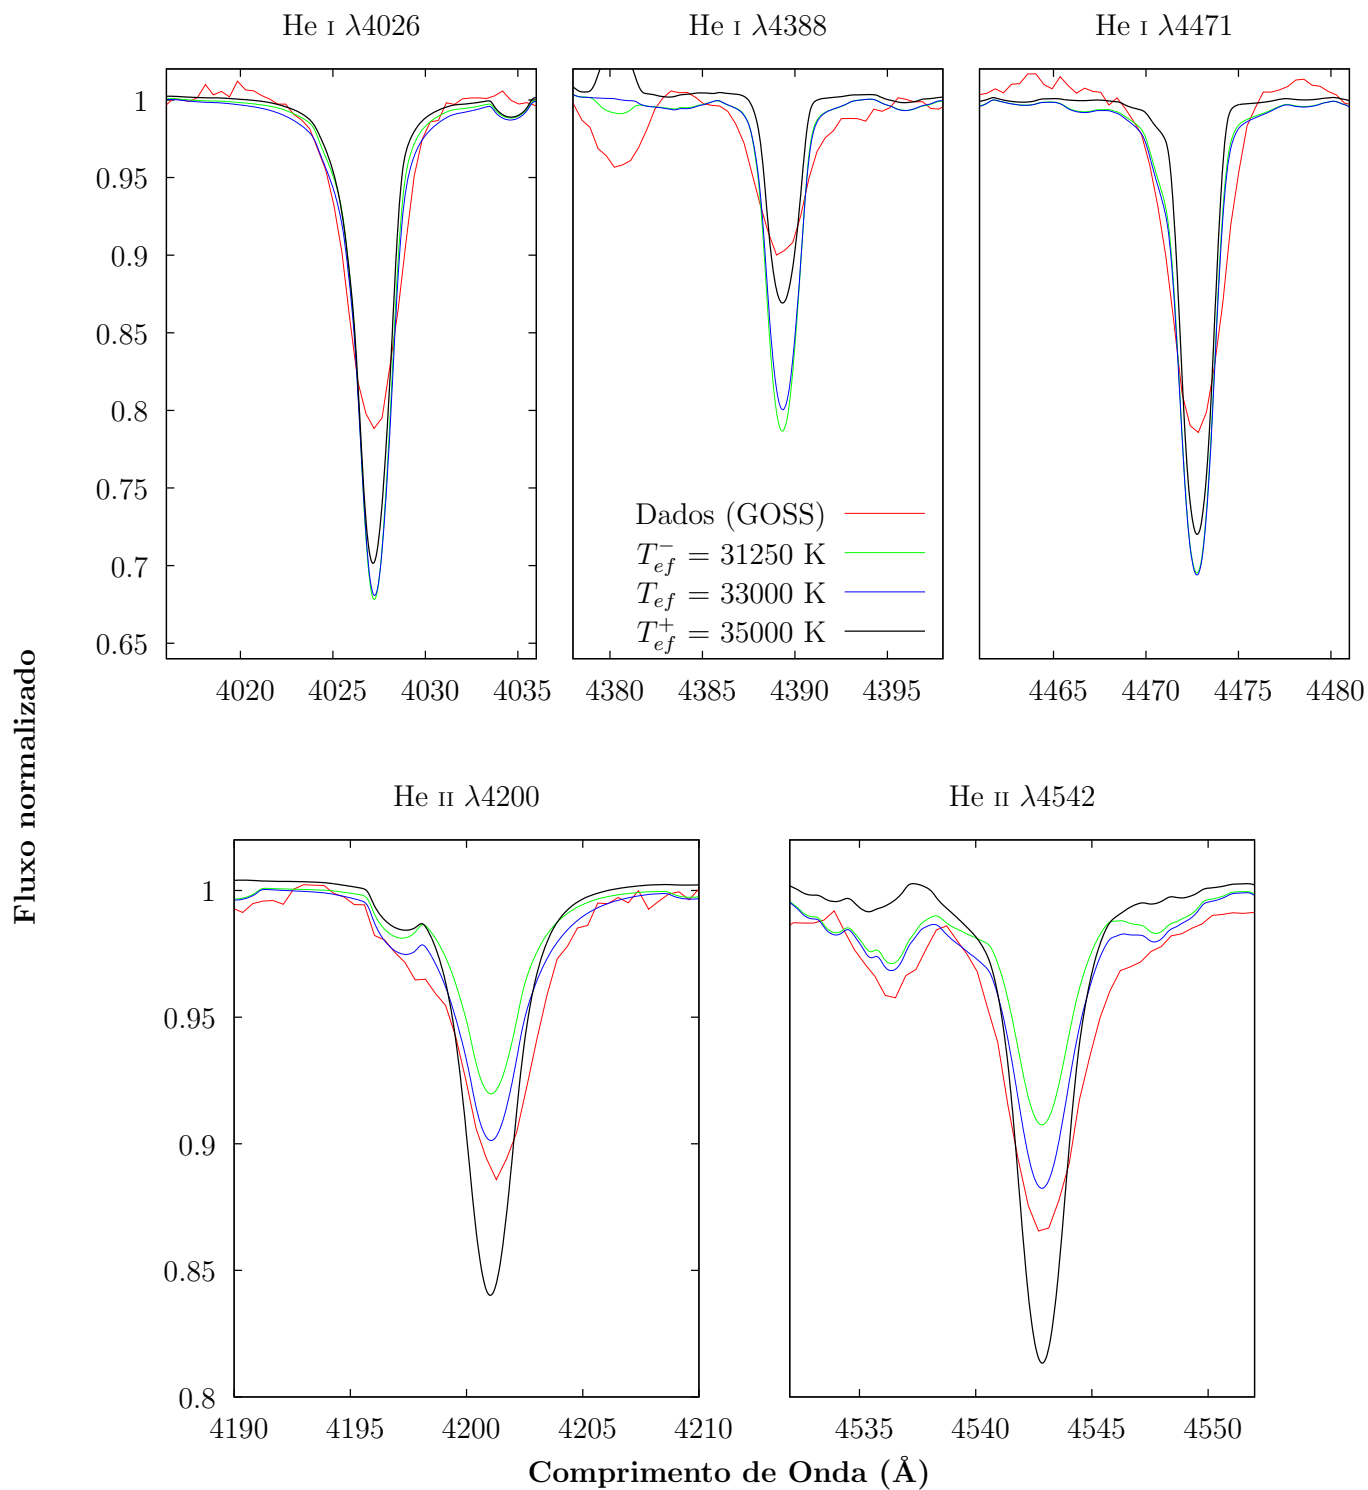 He I λ4026
He I λ4388
He I λ4471
1
0.95
0.9
0.85
0.8
0.75
0.7
0.65
Dados (GOSS)
T_ef^- = 31250 K
T_ef = 33000 K
T_ef^+ = 35000 K
4020 4025 4030 4035
4380 4385 4390 4395
4465 4470 4475 4480
Fluxo normalizado
He II λ4200
He II λ4542
1
0.95
0.9
0.85
0.8
4190 4195 4200 4205 4210
4535 4540 4545 4550
Comprimento de Onda (Å)